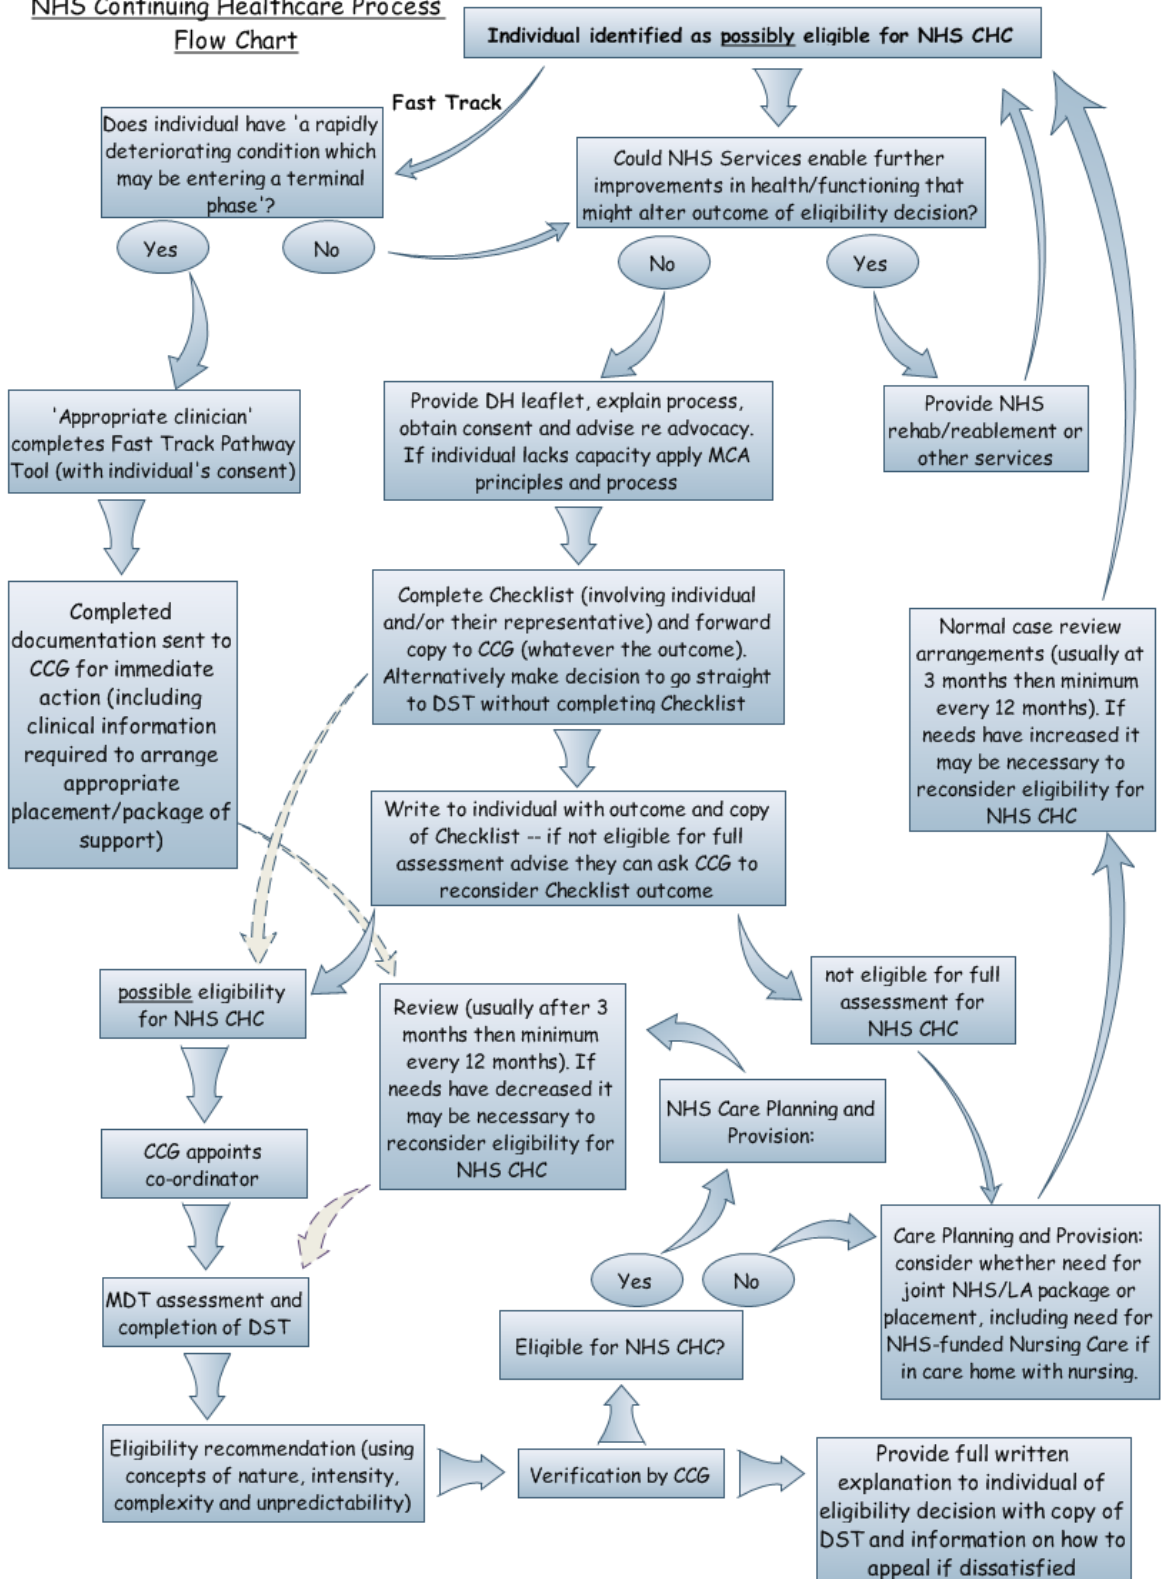 NHS Continuing Healthcare Process
Flow Chart
Individual identified as possibly eligible for NHS CHC
Fast Track
Does individual have 'a rapidly
deteriorating condition which
may be entering a terminal
phase'?
Yes
No
Could NHS Services enable further
improvements in health/functioning that
might alter outcome of eligibility decision?
No
Yes
'Appropriate clinician'
completes Fast Track Pathway
Tool (with individual's consent)
Provide DH leaflet, explain process,
obtain consent and advise re advocacy.
If individual lacks capacity apply MCA
principles and process
Provide NHS
rehab/reablement or
other services
Completed
documentation sent to
CCG for immediate
action (including
clinical information
required to arrange
appropriate
placement/package of
support)
Complete Checklist (involving individual
and/or their representative) and forward
copy to CCG (whatever the outcome).
Alternatively make decision to go straight
to DST without completing Checklist
Normal case review
arrangements (usually at
3 months then minimum
every 12 months). If
needs have increased it
may be necessary to
reconsider eligibility for
NHS CHC
Write to individual with outcome and copy
of Checklist -- if not eligible for full
assessment advise they can ask CCG to
reconsider Checklist outcome
possible eligibility
for NHS CHC
Review (usually after 3
months then minimum
every 12 months). If
needs have decreased it
may be necessary to
reconsider eligibility for
NHS CHC
not eligible for full
assessment for
NHS CHC
NHS Care Planning and
Provision:
CCG appoints
co-ordinator
Yes
No
Care Planning and Provision:
consider whether need for
joint NHS/LA package or
placement, including need for
NHS-funded Nursing Care if
in care home with nursing.
MDT assessment and
completion of DST
Eligible for NHS CHC?
Eligibility recommendation (using
concepts of nature, intensity,
complexity and unpredictability)
Verification by CCG
Provide full written
explanation to individual of
eligibility decision with copy of
DST and information on how to
appeal if dissatisfied